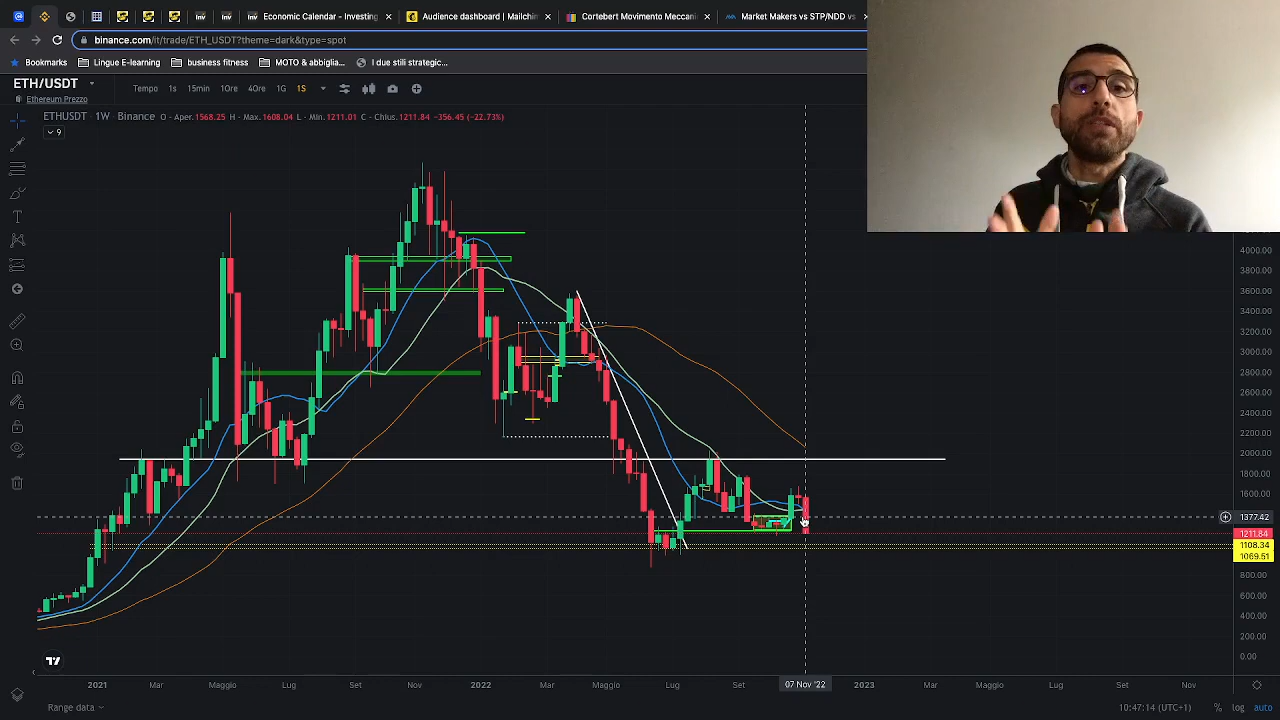 Economic Calendar - Investing
Audience dashboard | Mailchim
Cortebert Movimento Meccani
Market Makers vs STP/NDD vs
binance.com/it/trade/ETH_USDT?theme=dark&type=spot
Bookmarks
Lingue E-learning
business fitness
MOTO & abbiglia...
I due stili strategic...
ETH/USDT
Ethereum Prezzo
Tempo 1s 15min 1Ore 4Ore 1G 1S
ETHUSDT · 1W · Binance O - Aper.1568.25 H - Max.1608.04 L - Min.1211.01 C - Chius.1211.84 -356.45 (-22.73%)
9
4000.00
3800.00
3600.00
3400.00
3200.00
3000.00
2800.00
2600.00
2400.00
2200.00
2000.00
1800.00
1600.00
1377.42
1211.84
1108.34
1069.51
800.00
600.00
400.00
200.00
0.00
2021 Mar Maggio Lug Set Nov 2022 Mar Maggio Lug Set 07 Nov '22 2023 Mar Maggio Lug Set Nov
Range data
10:47:14 (UTC+1) % log auto